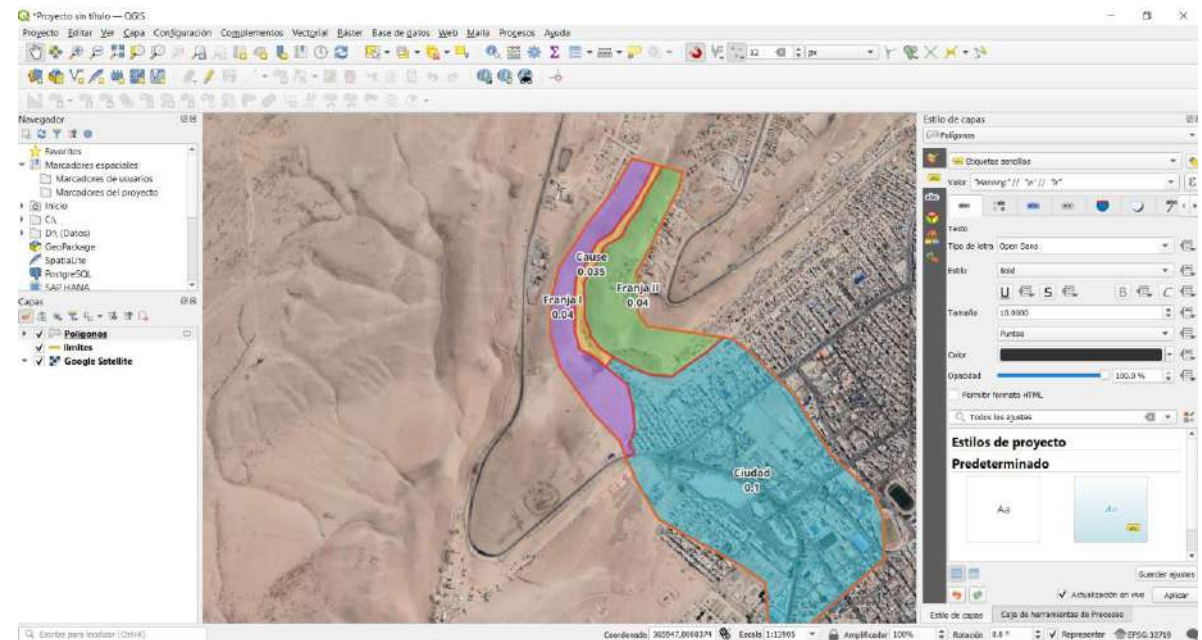 *Proyecto sin título — QGIS
Proyecto Editar Ver Capa Configuración Complementos Vectorial Ráster Base de datos Web Malla Procesos Ayuda
12 px
Navegador
Favoritos
Marcadores espaciales
Marcadores de usuarios
Marcadores del proyecto
Inicio
C:\
D:\ (Datos)
GeoPackage
SpatiaLite
PostgreSQL
SAP HANA
Capas
Poligonos
limites
Google Satellite
Cause
0.035
Franja II
0.04
Franja I
0.04
Ciudad
0.1
Estilo de capas
Poligonos
Etiquetas sencillas
Valor
abc
Texto
Tipo de letra Open Sans
Estilo Bold
U S B C
Tamaño 10.0000
Puntos
Color
Opacidad 100.0 %
Permitir formato HTML
Todos los ajustes
Estilos de proyecto
Predeterminado
Aa
Aa
Guardar ajustes
Actualización en vivo Aplicar
Estilo de capas Caja de herramientas de Procesos
Escriba para localizar (Ctrl+K) Coordenada Escala 1:12905 Amplificador 100% Rotación 0.0 ° Representar EPSG:32719